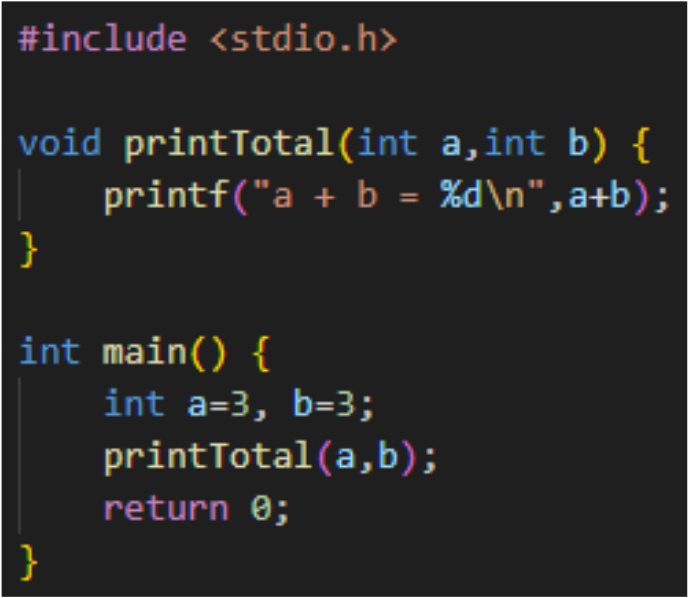 #include <stdio.h>
void printTotal(int a,int b) {
printf("a + b = %d\n",a+b);
}
int main() {
int a=3, b=3;
printTotal(a,b);
return 0;
}